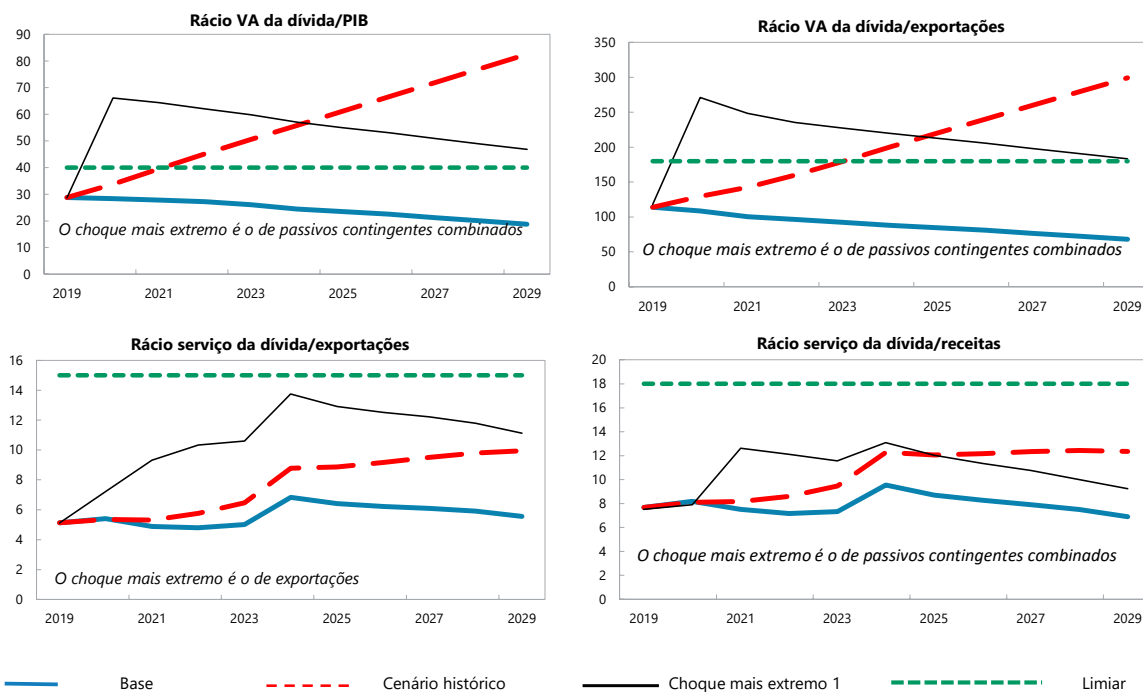 Rácio VA da dívida/PIB
90
80
70
60
50
40
30
20
10
0
O choque mais extremo é o de passivos contingentes combinados
2019 2021 2023 2025 2027 2029
Rácio VA da dívida/exportações
350
300
250
200
150
100
50
0
O choque mais extremo é o de passivos contingentes combinados
2019 2021 2023 2025 2027 2029
Rácio serviço da dívida/exportações
16
14
12
10
8
6
4
2
0
O choque mais extremo é o de exportações
2019 2021 2023 2025 2027 2029
Rácio serviço da dívida/receitas
20
18
16
14
12
10
8
6
4
2
0
O choque mais extremo é o de passivos contingentes combinados
2019 2021 2023 2025 2027 2029
Base Cenário histórico Choque mais extremo 1 Limiar